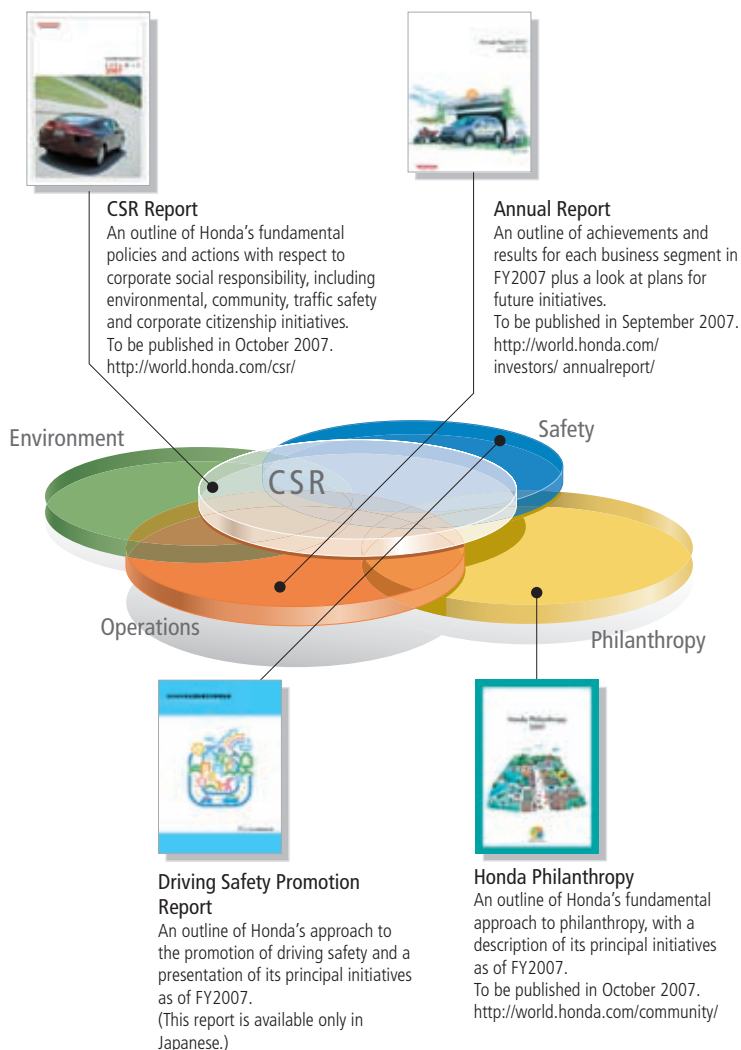 2007
Annual Report 2007
CSR Report
An outline of Honda's fundamental
policies and actions with respect to
corporate social responsibility, including
environmental, community, traffic safety
and corporate citizenship initiatives.
To be published in October 2007.
http://world.honda.com/csr/
Annual Report
An outline of achievements and
results for each business segment in
FY2007 plus a look at plans for
future initiatives.
To be published in September 2007.
http://world.honda.com/
investors/ annualreport/
Environment
Safety
CSR
Operations
Philanthropy
Honda Philanthropy
2007
Driving Safety Promotion
Report
An outline of Honda's approach to
the promotion of driving safety and a
presentation of its principal initiatives
as of FY2007.
(This report is available only in
Japanese.)
Honda Philanthropy
An outline of Honda's fundamental
approach to philanthropy, with a
description of its principal initiatives
as of FY2007.
To be published in October 2007.
http://world.honda.com/community/